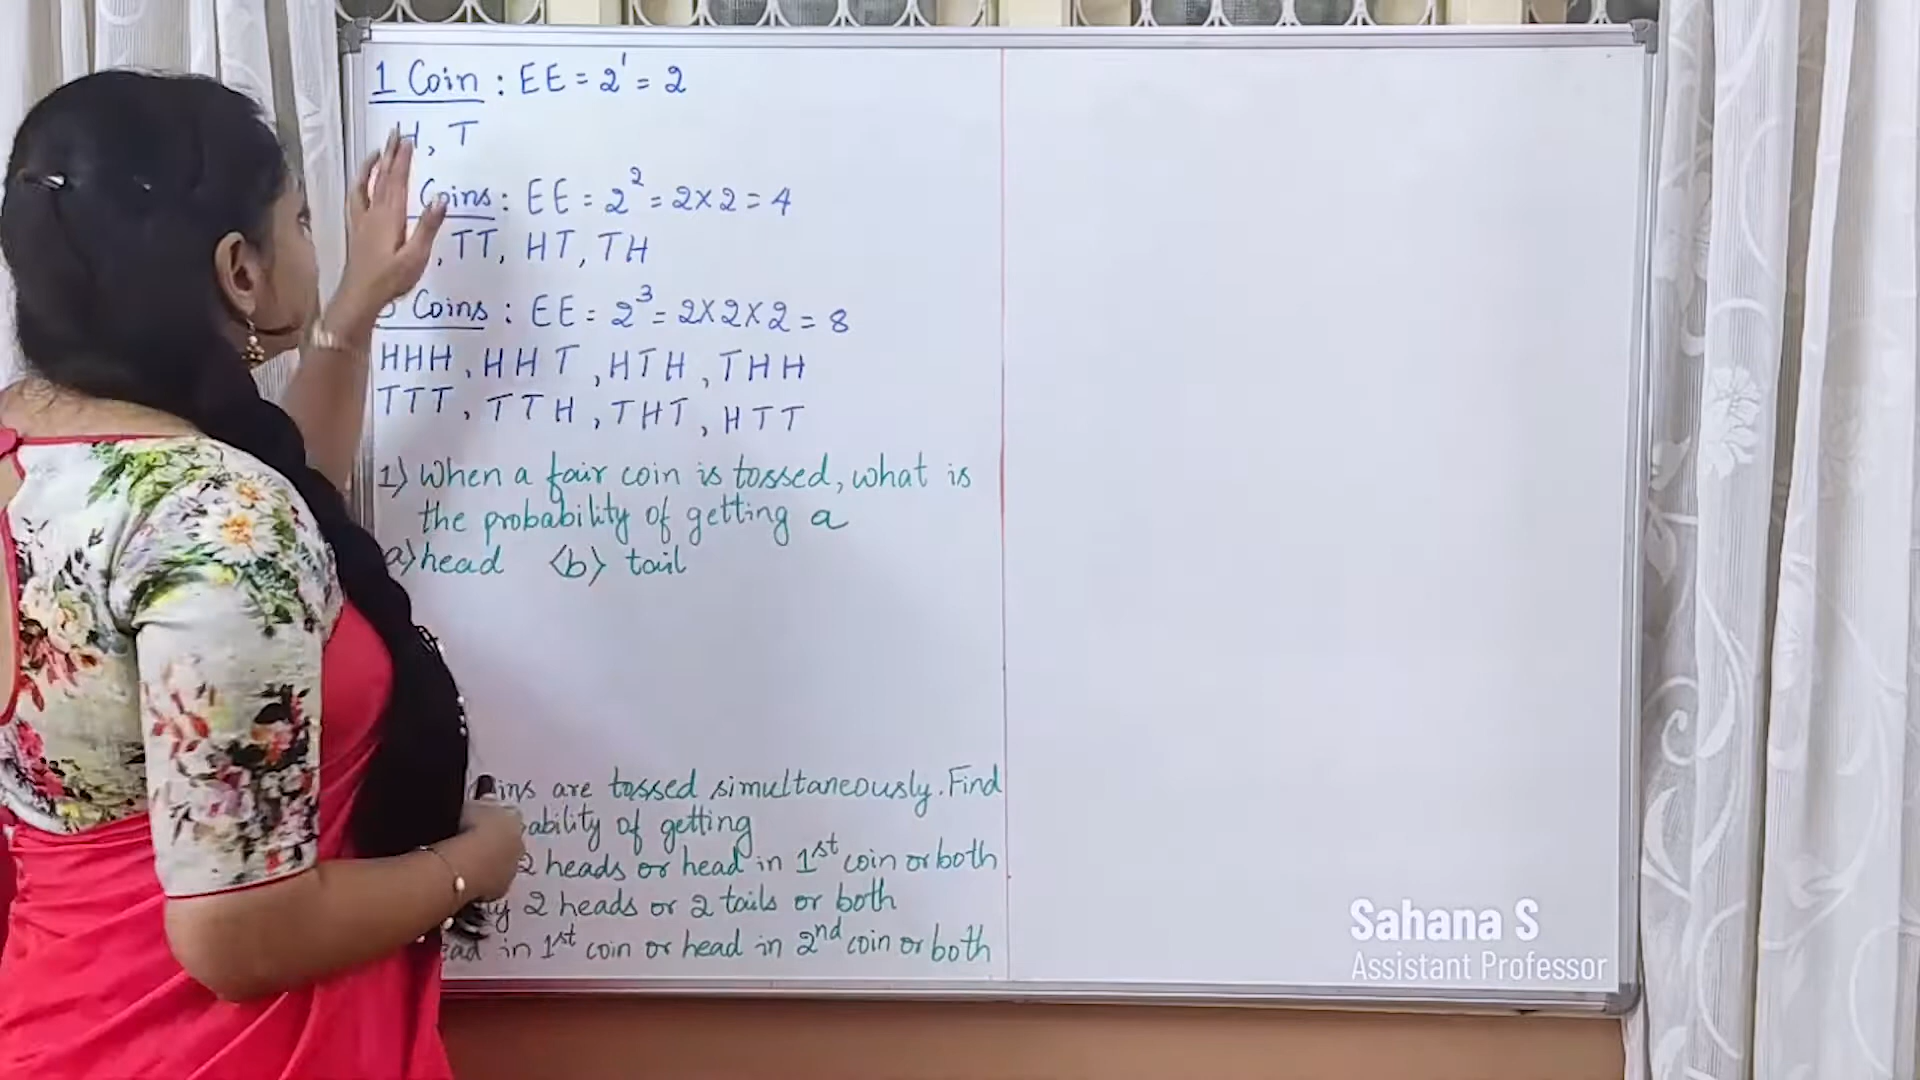 1 Coin : EE = 2¹ = 2
H, T
Coins : EE = 2² = 2×2 = 4
, TT, HT, TH
Coins : EE = 2³ = 2×2×2 = 8
HHH, HHT, HTH, THH
TTT, TTH, THT, HTT
1) When a fair coin is tossed, what is
the probability of getting a
a) head <b> tail
are tossed simultaneously. Find
of getting
2 heads or head in 1st coin or both
2 heads or 2 tails or both
in 1st coin or head in 2nd coin or both
Sahana S
Assistant Professor